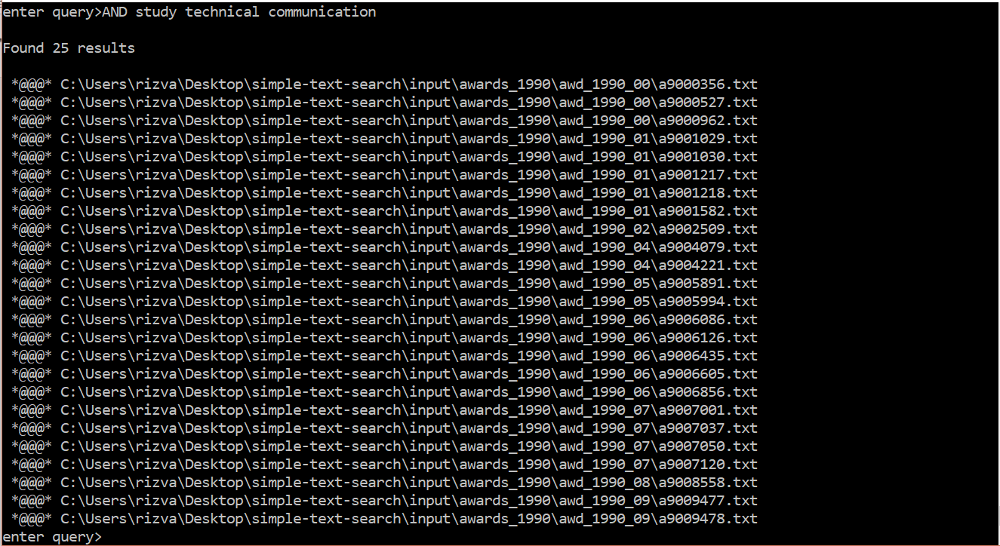 enter query>AND study technical communication
Found 25 results
*@@@* C:\Users\rizva\Desktop\simple-text-search\input\awards_1990\awd_1990_00\a9000356.txt
*@@@* C:\Users\rizva\Desktop\simple-text-search\input\awards_1990\awd_1990_00\a9000527.txt
*@@@* C:\Users\rizva\Desktop\simple-text-search\input\awards_1990\awd_1990_00\a9000962.txt
*@@@* C:\Users\rizva\Desktop\simple-text-search\input\awards_1990\awd_1990_01\a9001029.txt
*@@@* C:\Users\rizva\Desktop\simple-text-search\input\awards_1990\awd_1990_01\a9001030.txt
*@@@* C:\Users\rizva\Desktop\simple-text-search\input\awards_1990\awd_1990_01\a9001217.txt
*@@@* C:\Users\rizva\Desktop\simple-text-search\input\awards_1990\awd_1990_01\a9001218.txt
*@@@* C:\Users\rizva\Desktop\simple-text-search\input\awards_1990\awd_1990_01\a9001582.txt
*@@@* C:\Users\rizva\Desktop\simple-text-search\input\awards_1990\awd_1990_02\a9002509.txt
*@@@* C:\Users\rizva\Desktop\simple-text-search\input\awards_1990\awd_1990_04\a9004079.txt
*@@@* C:\Users\rizva\Desktop\simple-text-search\input\awards_1990\awd_1990_04\a9004221.txt
*@@@* C:\Users\rizva\Desktop\simple-text-search\input\awards_1990\awd_1990_05\a9005891.txt
*@@@* C:\Users\rizva\Desktop\simple-text-search\input\awards_1990\awd_1990_05\a9005994.txt
*@@@* C:\Users\rizva\Desktop\simple-text-search\input\awards_1990\awd_1990_06\a9006086.txt
*@@@* C:\Users\rizva\Desktop\simple-text-search\input\awards_1990\awd_1990_06\a9006126.txt
*@@@* C:\Users\rizva\Desktop\simple-text-search\input\awards_1990\awd_1990_06\a9006435.txt
*@@@* C:\Users\rizva\Desktop\simple-text-search\input\awards_1990\awd_1990_06\a9006605.txt
*@@@* C:\Users\rizva\Desktop\simple-text-search\input\awards_1990\awd_1990_06\a9006856.txt
*@@@* C:\Users\rizva\Desktop\simple-text-search\input\awards_1990\awd_1990_07\a9007001.txt
*@@@* C:\Users\rizva\Desktop\simple-text-search\input\awards_1990\awd_1990_07\a9007037.txt
*@@@* C:\Users\rizva\Desktop\simple-text-search\input\awards_1990\awd_1990_07\a9007050.txt
*@@@* C:\Users\rizva\Desktop\simple-text-search\input\awards_1990\awd_1990_07\a9007120.txt
*@@@* C:\Users\rizva\Desktop\simple-text-search\input\awards_1990\awd_1990_08\a9008558.txt
*@@@* C:\Users\rizva\Desktop\simple-text-search\input\awards_1990\awd_1990_09\a9009477.txt
*@@@* C:\Users\rizva\Desktop\simple-text-search\input\awards_1990\awd_1990_09\a9009478.txt
enter query>